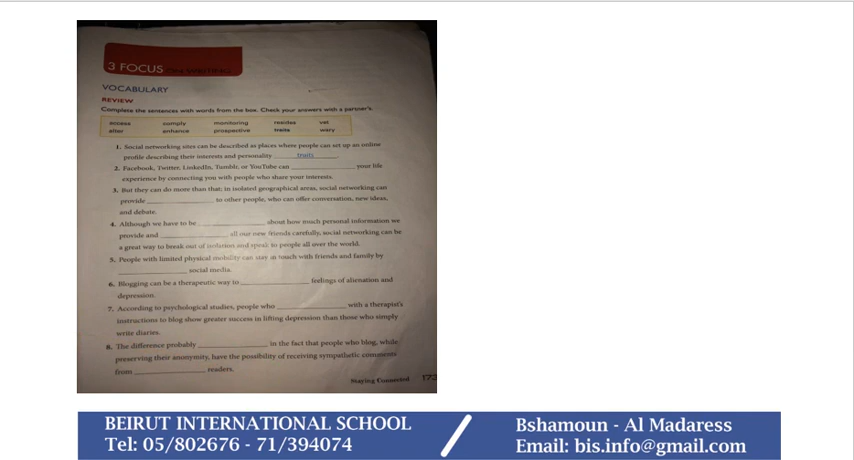 3 FOCUS ON WRITING
VOCABULARY
REVIEW
Complete the sentences with words from the box. Check your answers with a partner's.
access comply monitoring resides vet
alter enhance prospective traits wary
1. Social networking sites can be described as places where people can set up an online
profile describing their interests and personality traits.
2. Facebook, Twitter, LinkedIn, Tumblr, or YouTube can ____________ your life
experience by connecting you with people who share your interests.
3. But they can do more than that: in isolated geographical areas, social networking can
provide ____________ to other people, who can offer conversation, new ideas,
and debate.
4. Although we have to be ____________ about how much personal information we
provide and ____________ all our new friends carefully, social networking can be
a great way to break out of isolation and speak to people all over the world.
5. People with limited physical mobility can stay in touch with friends and family by
____________ social media.
6. Blogging can be a therapeutic way to ____________ feelings of alienation and
depression.
7. According to psychological studies, people who ____________ with a therapist's
instructions to blog show greater success in lifting depression than those who simply
write diaries.
8. The difference probably ____________ in the fact that people who blog, while
preserving their anonymity, have the possibility of receiving sympathetic comments
from ____________ readers.
Staying Connected 173
BEIRUT INTERNATIONAL SCHOOL
Tel: 05/802676 - 71/394074
Bshamoun - Al Madaress
Email: bis.info@gmail.com